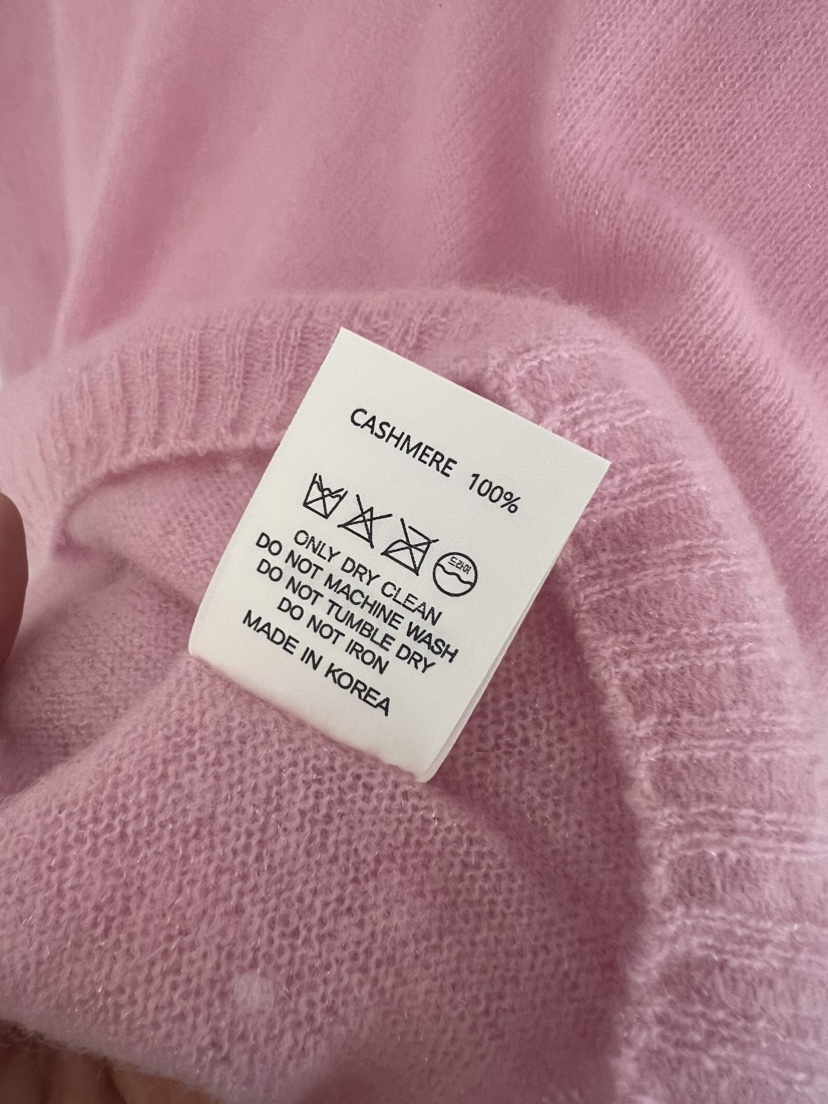 CASHMERE 100%
드라이
ONLY DRY CLEAN
DO NOT MACHINE WASH
DO NOT TUMBLE DRY
DO NOT IRON
MADE IN KOREA